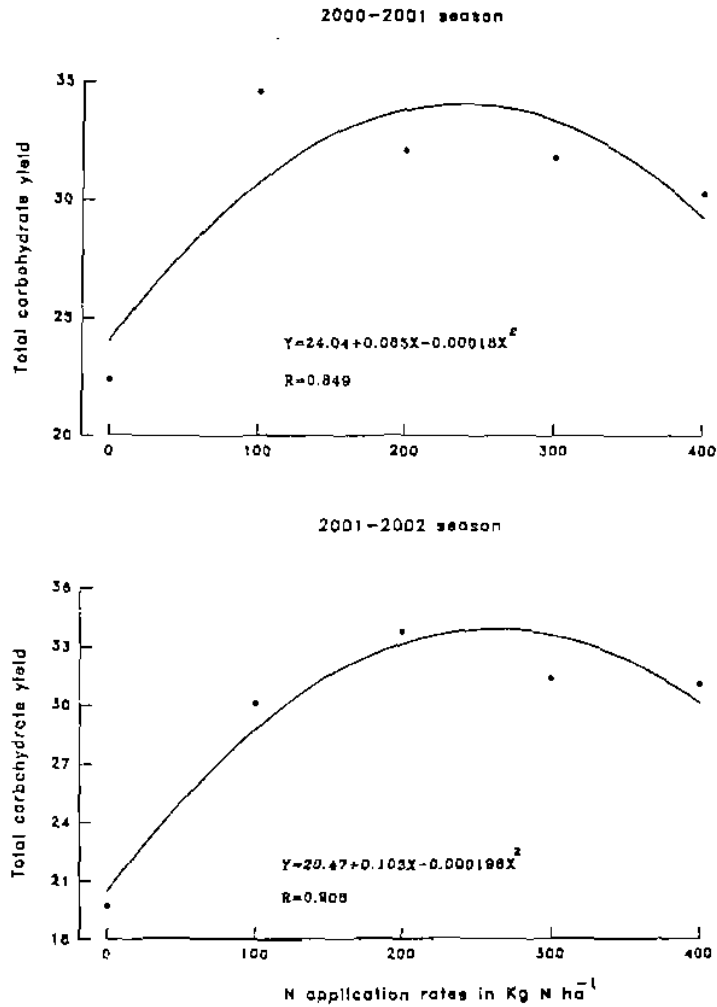 2000-2001 season
Total carbohydrate yield
35
30
25
20
Y=24.04+0.085X-0.00018X²
R=0.849
0 100 200 300 400
2001-2002 season
Total carbohydrate yield
36
33
30
27
24
21
18
Y=20.47+0.103X-0.000196X²
R=0.908
0 100 200 300 400
N application rates in Kg N ha⁻¹